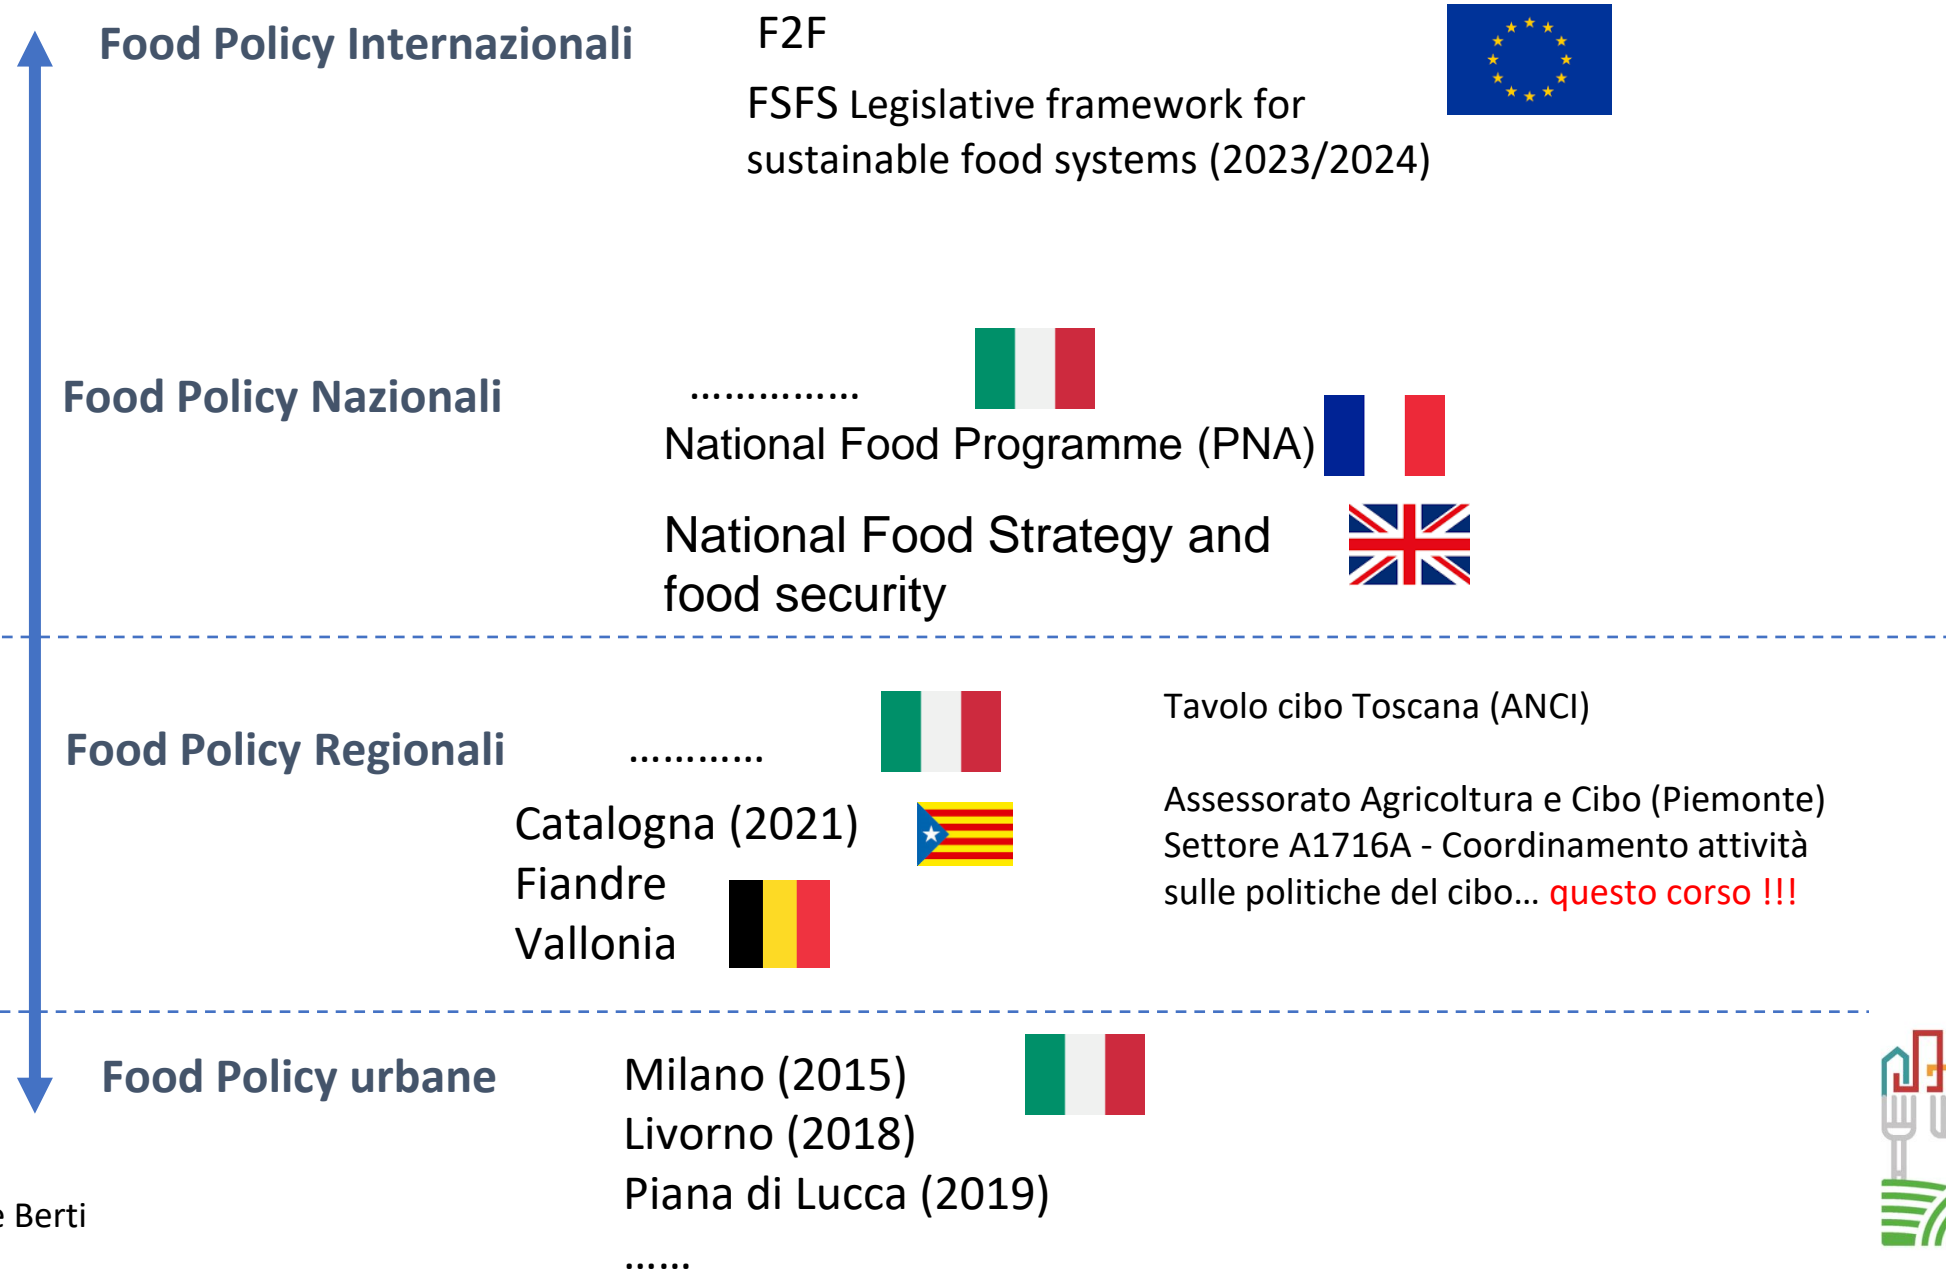 Food Policy Internazionali
F2F
FSFS Legislative framework for
sustainable food systems (2023/2024)
Food Policy Nazionali
...............
National Food Programme (PNA)
National Food Strategy and
food security
Food Policy Regionali
............
Catalogna (2021)
Fiandre
Vallonia
Tavolo cibo Toscana (ANCI)
Assessorato Agricoltura e Cibo (Piemonte)
Settore A1716A - Coordinamento attività
sulle politiche del cibo... questo corso !!!
Food Policy urbane
Milano (2015)
Livorno (2018)
Piana di Lucca (2019)
......
e Berti